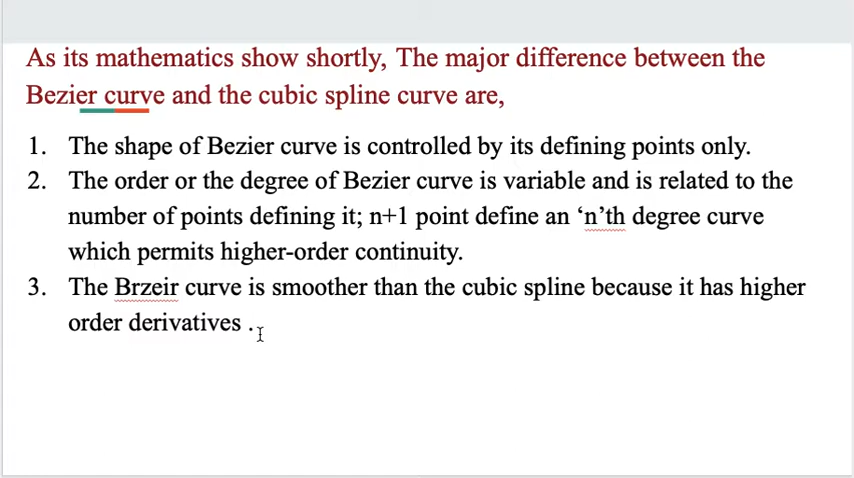 As its mathematics show shortly, The major difference between the
Bezier curve and the cubic spline curve are,
1. The shape of Bezier curve is controlled by its defining points only.
2. The order or the degree of Bezier curve is variable and is related to the
number of points defining it; n+1 point define an ‘n’th degree curve
which permits higher-order continuity.
3. The Brzeir curve is smoother than the cubic spline because it has higher
order derivatives .